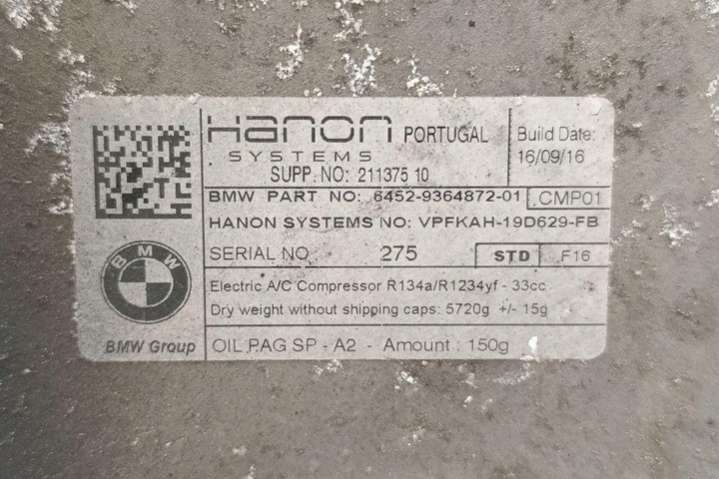 Hanon PORTUGAL
SYSTEMS
SUPP. NO: 211375 10
Build Date:
16/09/16
BMW PART NO: 6452-9364872-01 .CMP01
HANON SYSTEMS NO: VPFKAH-19D629-FB
SERIAL NO 275 STD F16
Electric A/C Compressor R134a/R1234yf - 33cc
Dry weight without shipping caps: 5720g +/- 15g
BMW
BMW Group
OIL PAG SP - A2 - Amount : 150g